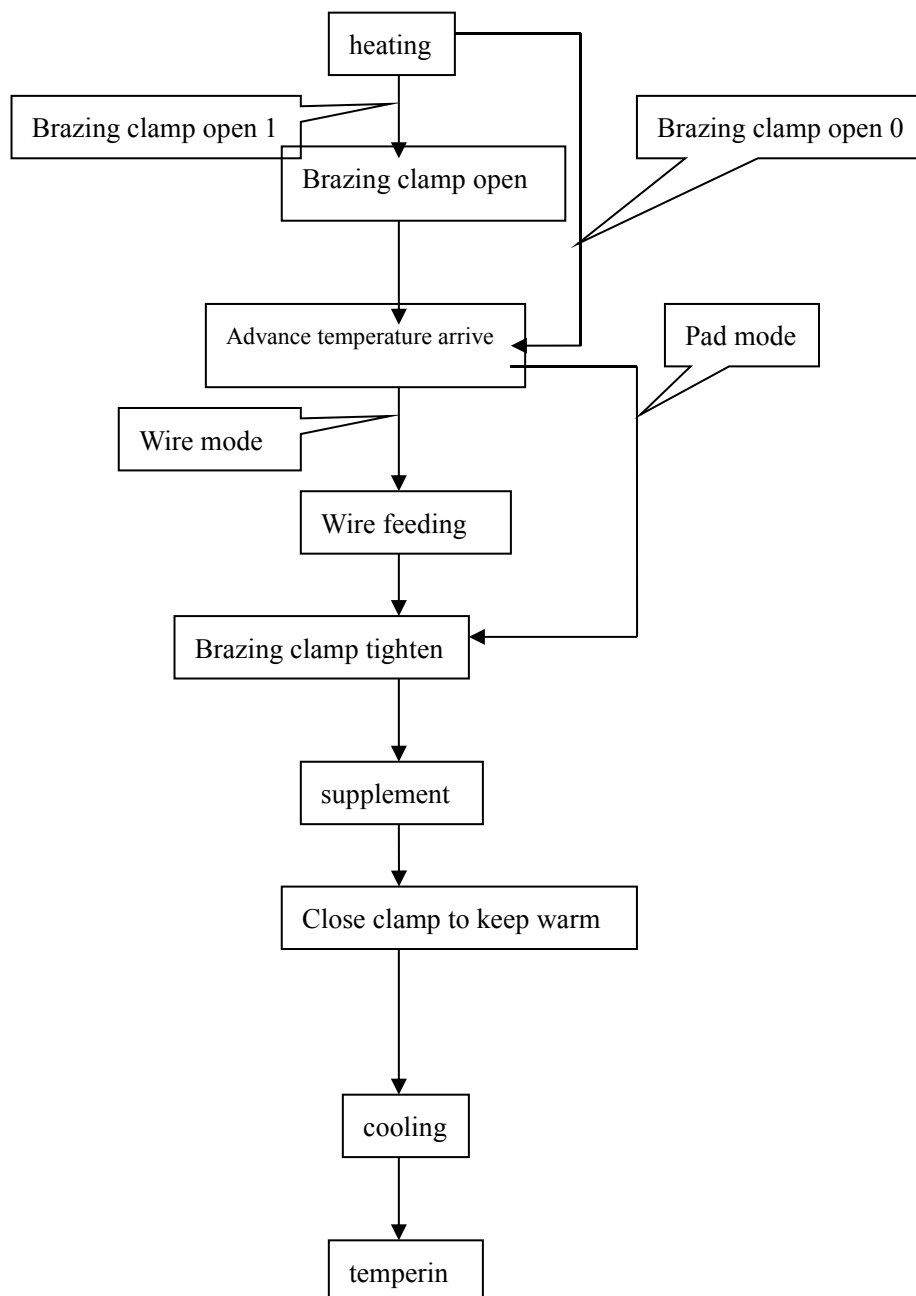 heating
Brazing clamp open 1
Brazing clamp open 0
Brazing clamp open
Advance temperature arrive
Pad mode
Wire mode
Wire feeding
Brazing clamp tighten
supplement
Close clamp to keep warm
cooling
temperin